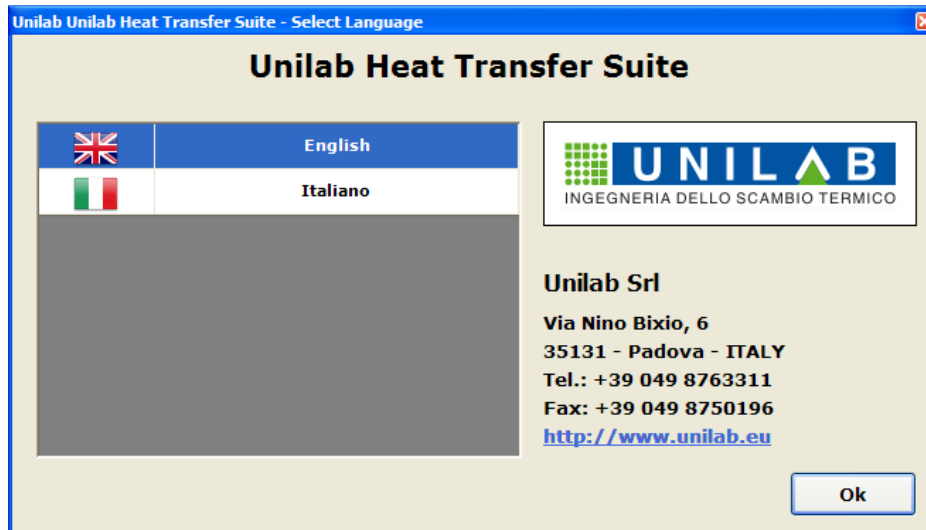 Unilab Unilab Heat Transfer Suite - Select Language
Unilab Heat Transfer Suite
English
Italiano
UNILAB
INGEGNERIA DELLO SCAMBIO TERMICO
Unilab Srl
Via Nino Bixio, 6
35131 - Padova - ITALY
Tel.: +39 049 8763311
Fax: +39 049 8750196
http://www.unilab.eu
Ok